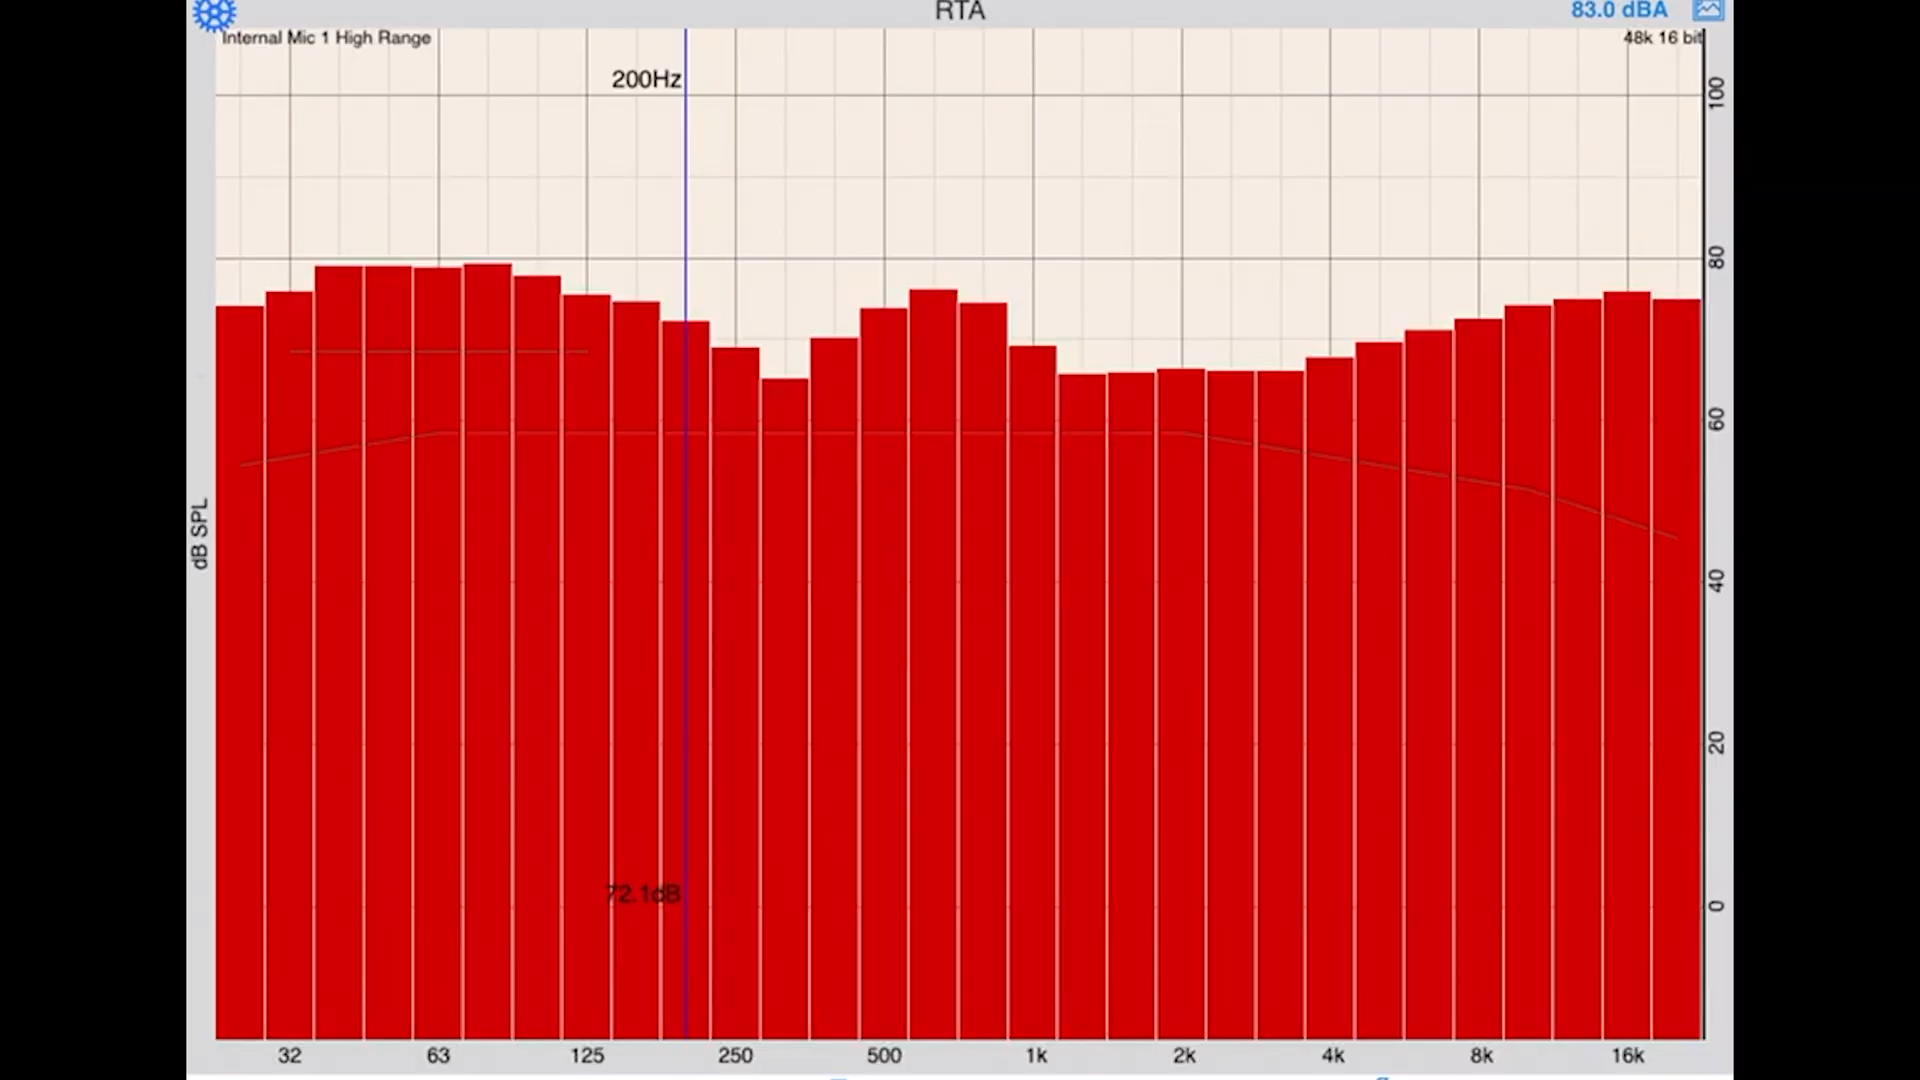 RTA
83.0 dBA
Internal Mic 1 High Range
48k 16 bit
200Hz
100
80
60
40
20
0
dB SPL
72.1dB
32 63 125 250 500 1k 2k 4k 8k 16k